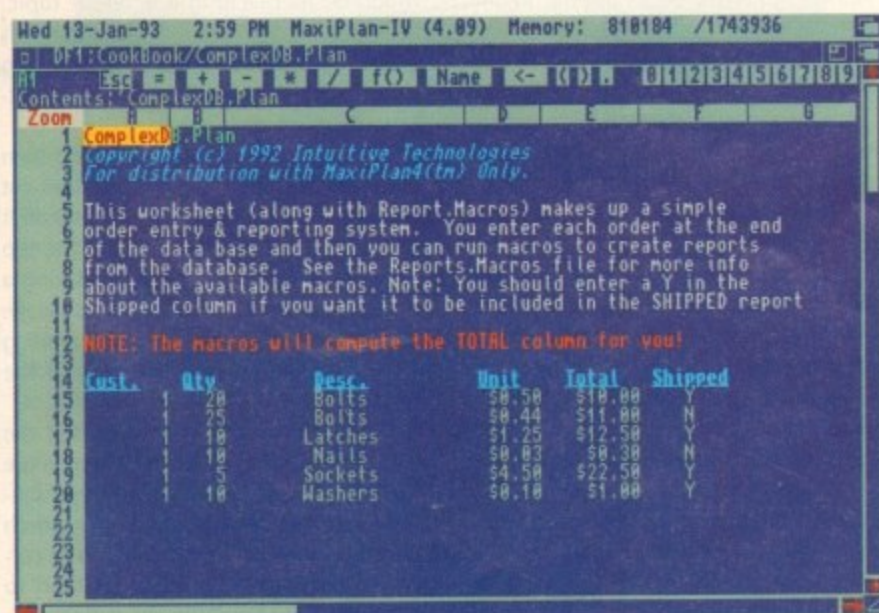 Wed 13-Jan-93 2:59 PM MaxiPlan-IV (4.09) Memory: 810184 /1743936
DF1:CookBook/ComplexDB.Plan
A1 Esc = + - * / f() Name <- ( ) . 0 1 2 3 4 5 6 7 8 9
Contents: "ComplexDB.Plan
Zoom A B C D E F G
1 ComplexDB.Plan
2 Copyright (c) 1992 Intuitive Technologies
3 For distribution with MaxiPlan4(tm) Only.
4
5 This worksheet (along with Report.Macros) makes up a simple
6 order entry & reporting system. You enter each order at the end
7 of the data base and then you can run macros to create reports
8 from the database. See the Reports.Macros file for more info
9 about the available macros. Note: You should enter a Y in the
10 Shipped column if you want it to be included in the SHIPPED report
11
12 NOTE: The macros will compute the TOTAL column for you!
13
14 Cust. Qty Desc. Unit Total Shipped
15 1 20 Bolts $0.50 $10.00 Y
16 1 25 Bolts $0.44 $11.00 N
17 1 10 Latches $1.25 $12.50 Y
18 1 10 Nails $0.03 $0.30 N
19 1 5 Sockets $4.50 $22.50 Y
20 1 10 Washers $0.10 $1.00 Y
21
22
23
24
25